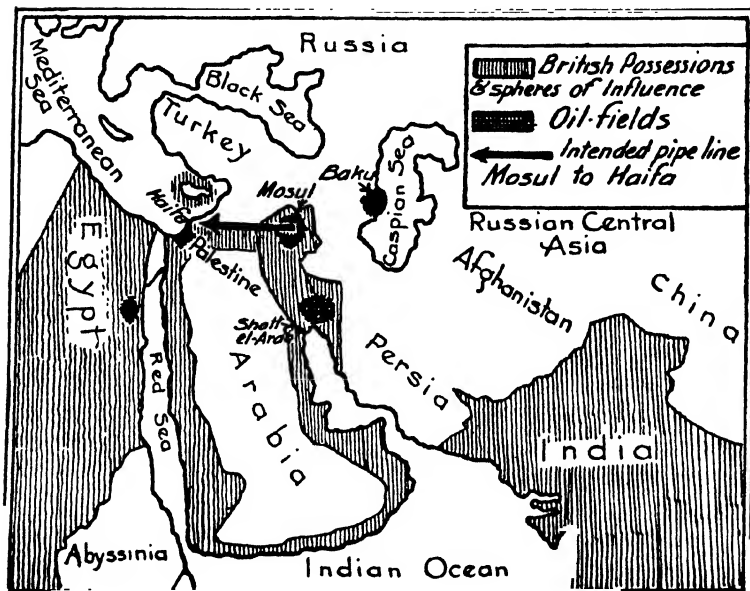 Russia
British Possessions
& spheres of Influence
Oil-fields
Intended pipe line
Mosul to Haifa
Mediterranean
Sea
Black Sea
Turkey
Haifa
Mosul
Baku
Caspian Sea
Russian Central
Asia
Egypt
Palestine
Afghanistan
China
Shatt-
el-Arab
Red Sea
Arabia
Persia
India
Abyssinia
Indian Ocean